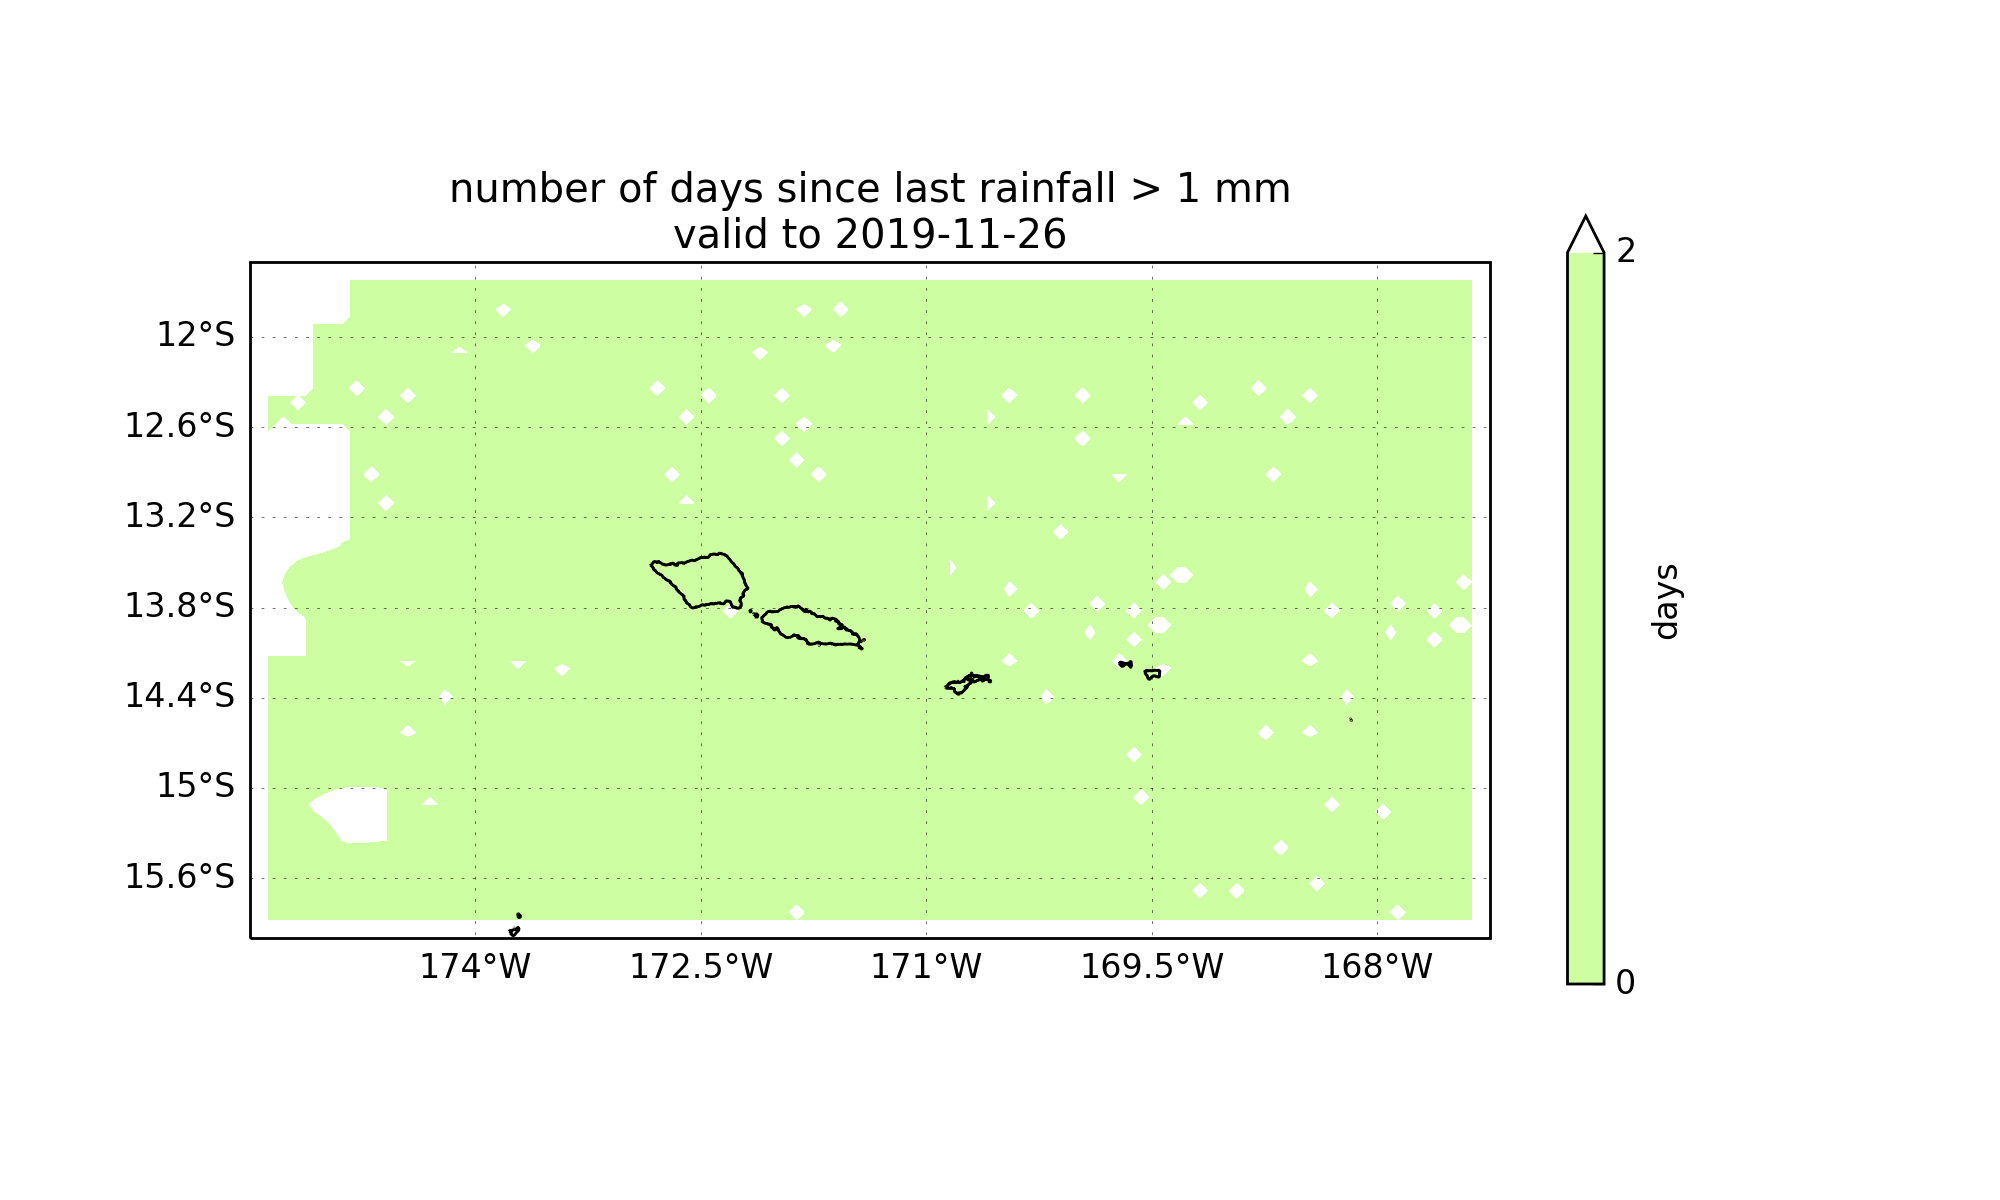 number of days since last rainfall > 1 mm
valid to 2019-11-26
12°S
12.6°S
13.2°S
13.8°S
14.4°S
15°S
15.6°S
174°W
172.5°W
171°W
169.5°W
168°W
2
0
days